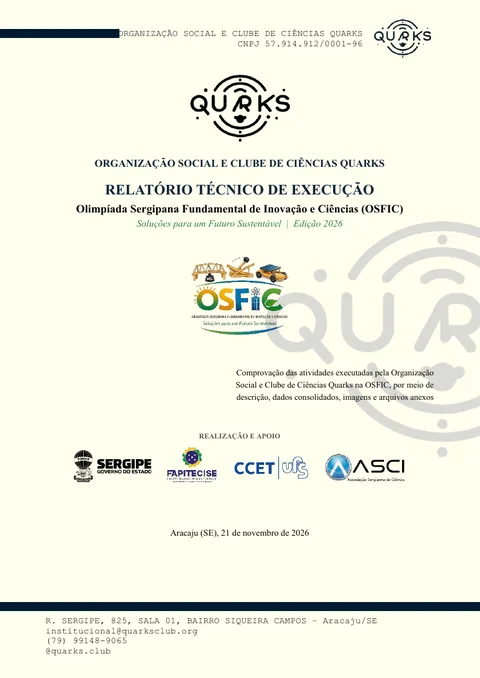 ORGANIZAÇÃO SOCIAL E CLUBE DE CIÊNCIAS QUARKS
CNPJ 57.914.912/0001-96
QUARKS
QUARKS
ORGANIZAÇÃO SOCIAL E CLUBE DE CIÊNCIAS QUARKS
RELATÓRIO TÉCNICO DE EXECUÇÃO
Olimpíada Sergipana Fundamental de Inovação e Ciências (OSFIC)
Soluções para um Futuro Sustentável | Edição 2026
OSFiC
Soluções para um Futuro Sustentável
QUARKS
Comprovação das atividades executadas pela Organização
Social e Clube de Ciências Quarks na OSFIC, por meio de
descrição, dados consolidados, imagens e arquivos anexos
REALIZAÇÃO E APOIO
SERGIPE
GOVERNO DO ESTADO
FAPITEC/SE
CCET ufs
ASCI
Associação Sergipana de Ciência
Aracaju (SE), 21 de novembro de 2026
R. SERGIPE, 825, SALA 01, BAIRRO SIQUEIRA CAMPOS – Aracaju/SE
institucional@quarksclub.org
(79) 99148-9065
@quarks.club